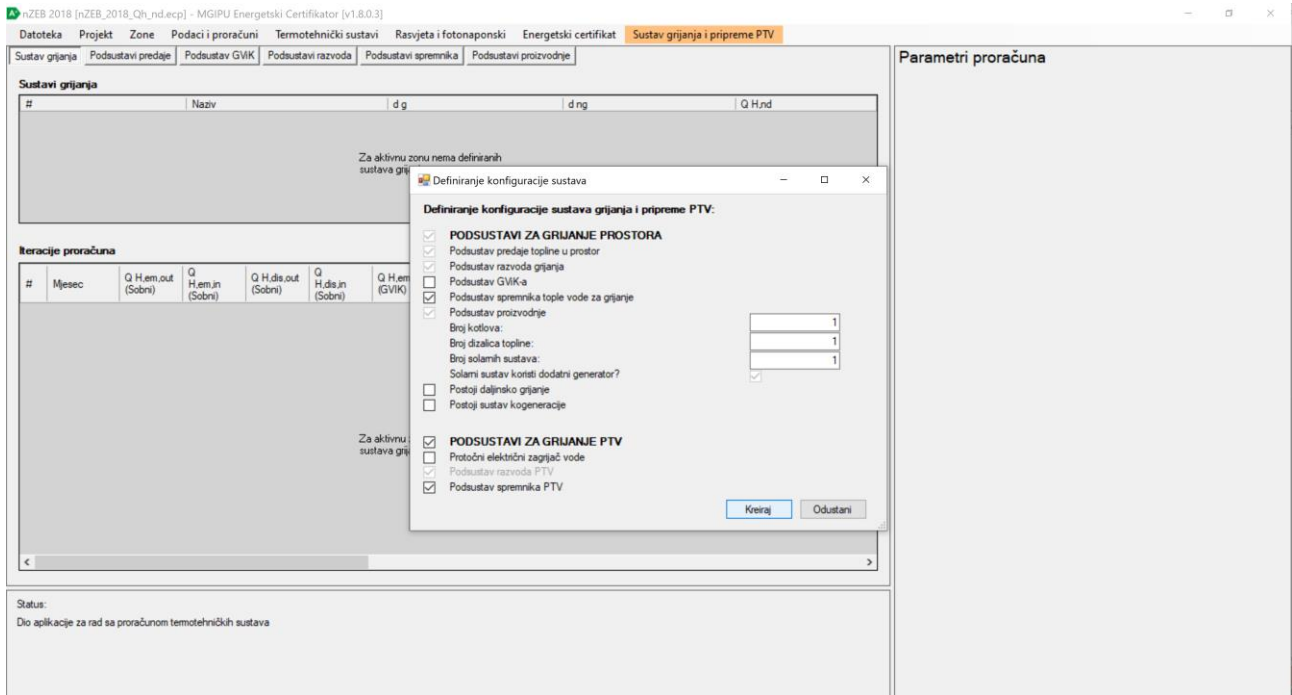 nZEB 2018 [nZEB_2018_Qh_nd.ecp] - MGIPU Energetski Certifikator [v1.8.0.3]
Datoteka Projekt Zone Podaci i proračuni Termotehnički sustavi Rasvjeta i fotonaponski Energetski certifikat Sustav grijanja i pripreme PTV
Sustav grijanja Podsustavi predaje Podsustav GViK Podsustavi razvoda Podsustavi spremnika Podsustavi proizvodnje
Parametri proračuna
Sustavi grijanja
# Naziv d g d ng Q H,nd
Za aktivnu zonu nema definiranih
sustava grij
Iteracije proračuna
# Mjesec Q H,em,out (Sobni) Q H,em,in (Sobni) Q H,dis,out (Sobni) Q H,dis,in (Sobni) Q H,em (GVIK)
Za aktivnu
sustava grij
Definiranje konfiguracije sustava
Definiranje konfiguracije sustava grijanja i pripreme PTV:
PODSUSTAVI ZA GRIJANJE PROSTORA
Podsustav predaje topline u prostor
Podsustav razvoda grijanja
Podsustav GViK-a
Podsustav spremnika tople vode za grijanje
Podsustav proizvodnje
Broj kotlova: 1
Broj dizalica topline: 1
Broj solarnih sustava: 1
Solarni sustav koristi dodatni generator?
Postoji daljinsko grijanje
Postoji sustav kogeneracije
PODSUSTAVI ZA GRIJANJE PTV
Protočni električni zagrijač vode
Podsustav razvoda PTV
Podsustav spremnika PTV
Kreiraj Odustani
Status:
Dio aplikacije za rad sa proračunom termotehničkih sustava